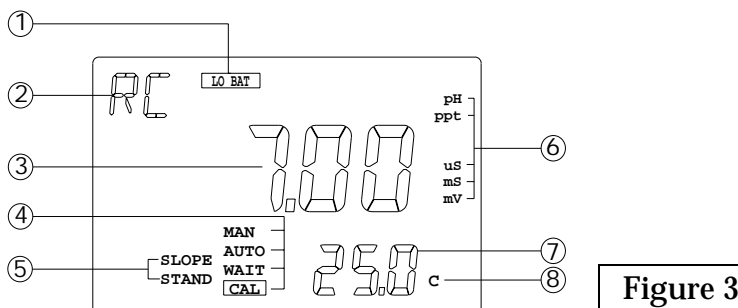 1
LO BAT
2
RC
pH
ppt
3
7.00
6
uS
mS
mV
4
MAN
AUTO
7
5
SLOPE
STAND
WAIT
CAL
25.0
C
8
Figure 3